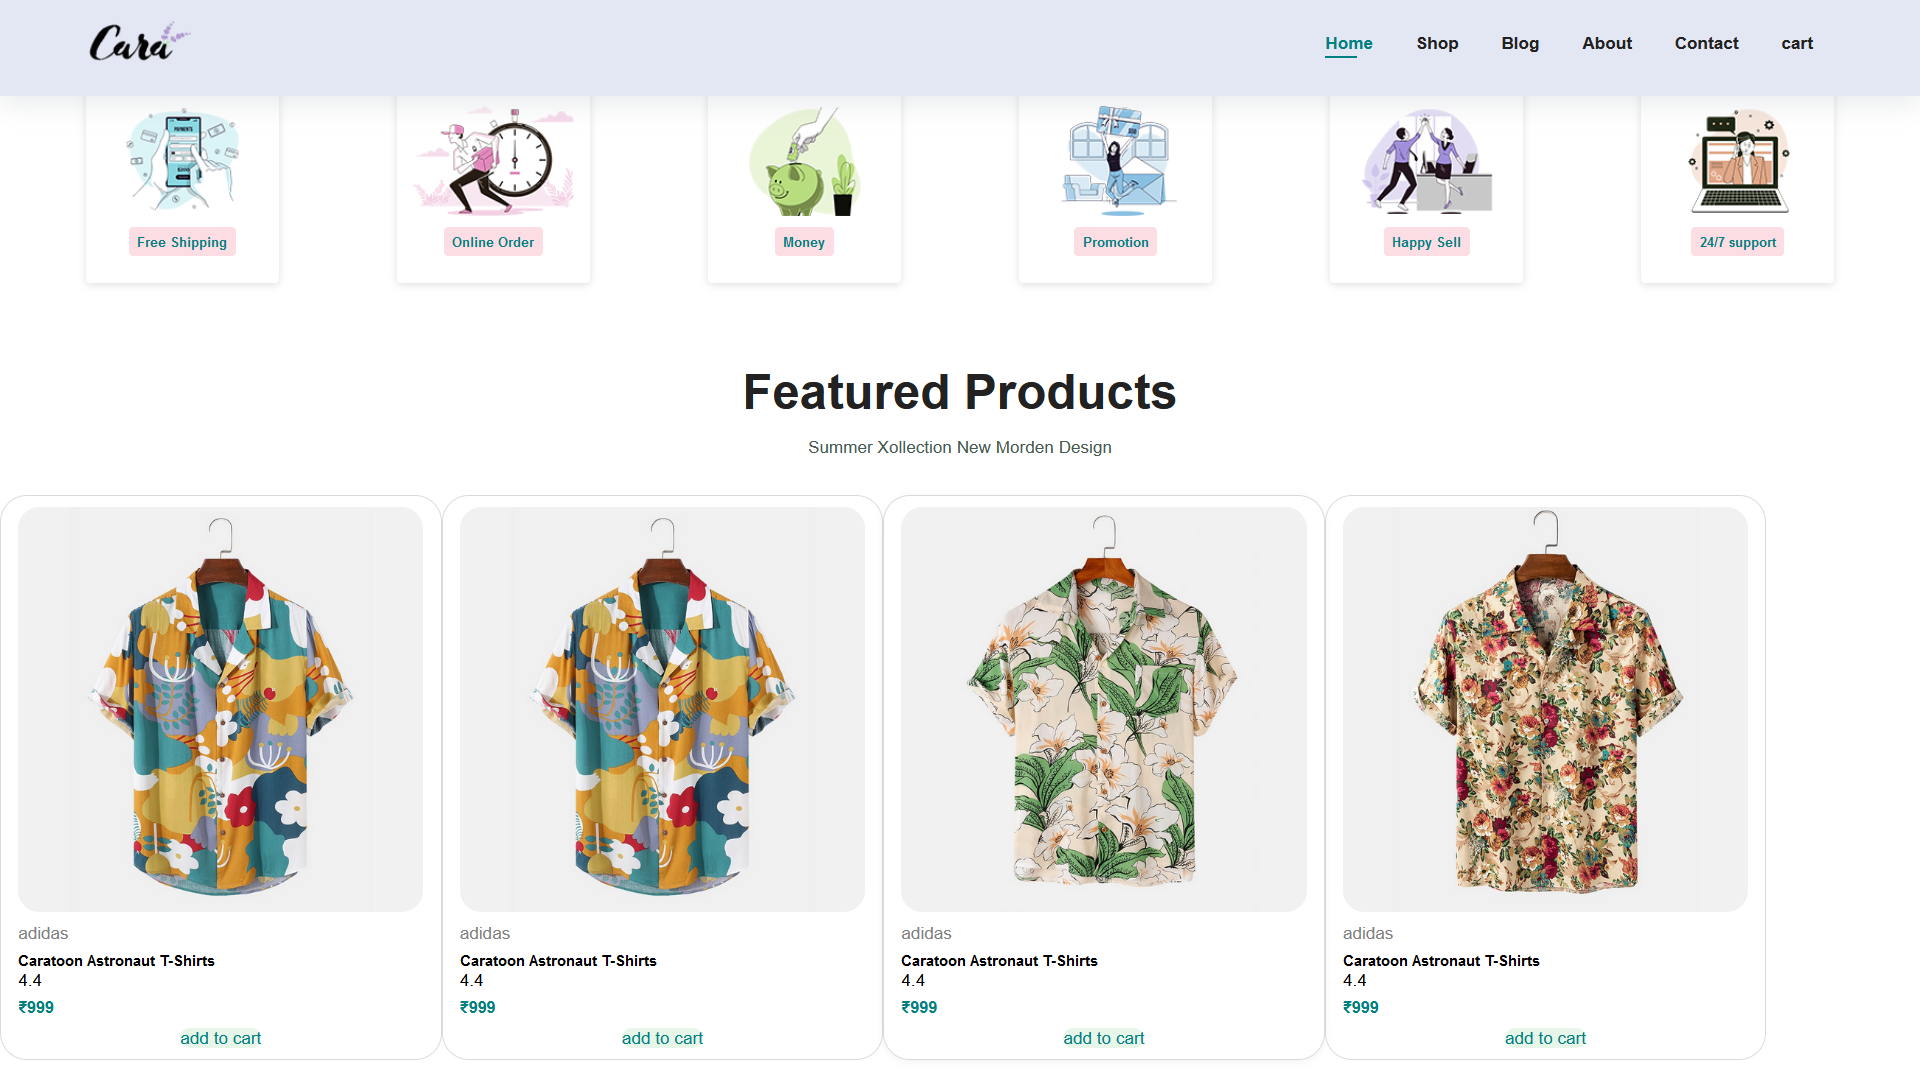 Cara
Home Shop Blog About Contact cart
PAYMENTS
Free Shipping
Online Order
Money
Promotion
Happy Sell
24/7 support
Featured Products
Summer Xollection New Morden Design
adidas
Caratoon Astronaut T-Shirts
4.4
₹999
add to cart
adidas
Caratoon Astronaut T-Shirts
4.4
₹999
add to cart
adidas
Caratoon Astronaut T-Shirts
4.4
₹999
add to cart
adidas
Caratoon Astronaut T-Shirts
4.4
₹999
add to cart